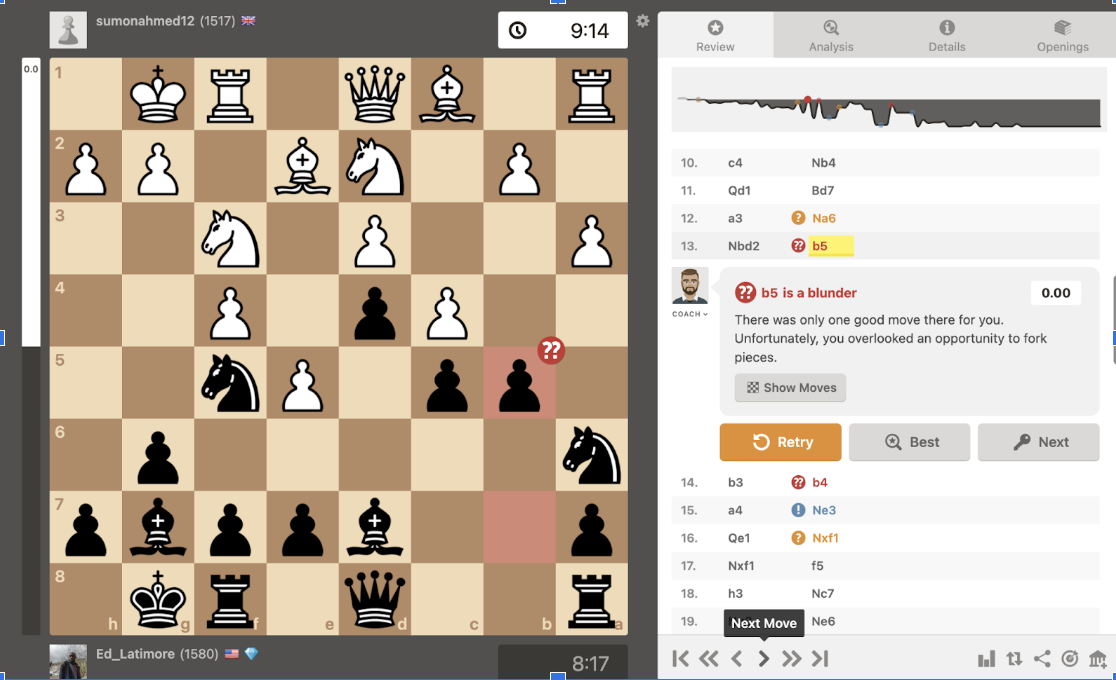 sumonahmed12 (1517)
9:14
0.0
1
2
3
4
5
6
7
8
h g f e d c b a
??
Ed_Latimore (1580)
8:17
Review Analysis Details Openings
10. c4 Nb4
11. Qd1 Bd7
12. a3 ? Na6
13. Nbd2 ?? b5
COACH
?? b5 is a blunder 0.00
There was only one good move there for you.
Unfortunately, you overlooked an opportunity to fork
pieces.
Show Moves
Retry Best Next
14. b3 ?? b4
15. a4 ! Ne3
16. Qe1 ? Nxf1
17. Nxf1 f5
18. h3 Nc7
19. Ne6
Next Move